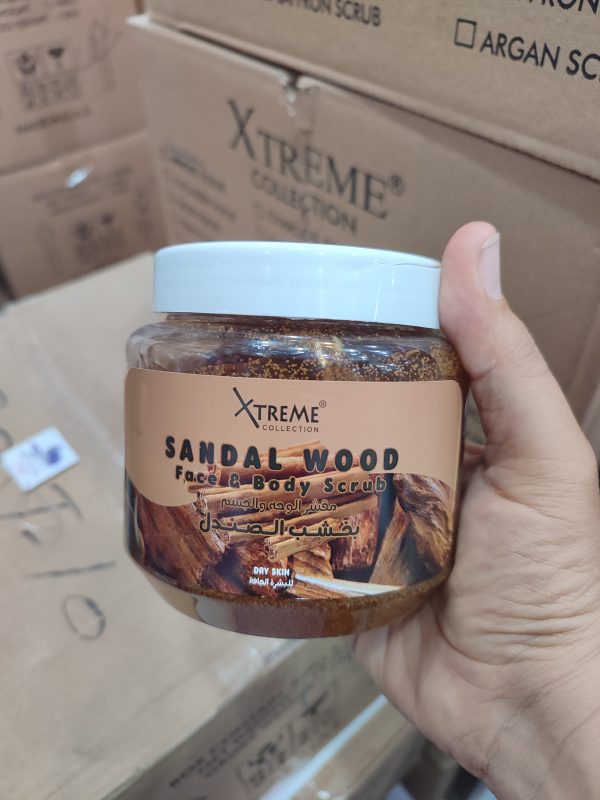 SCRUB
ARGAN SC
XTREME®
COLLECTION
XTREME®
COLLECTION
SANDAL WOOD
Face & Body Scrub
مقشر الوجه والجسم
بخشب الصندل
DRY SKIN
للبشرة الجافة